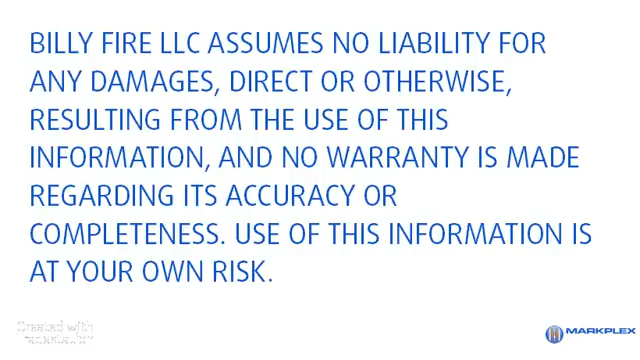 BILLY FIRE LLC ASSUMES NO LIABILITY FOR
ANY DAMAGES, DIRECT OR OTHERWISE,
RESULTING FROM THE USE OF THIS
INFORMATION, AND NO WARRANTY IS MADE
REGARDING ITS ACCURACY OR
COMPLETENESS. USE OF THIS INFORMATION IS
AT YOUR OWN RISK.
Created with
MARKPLEX